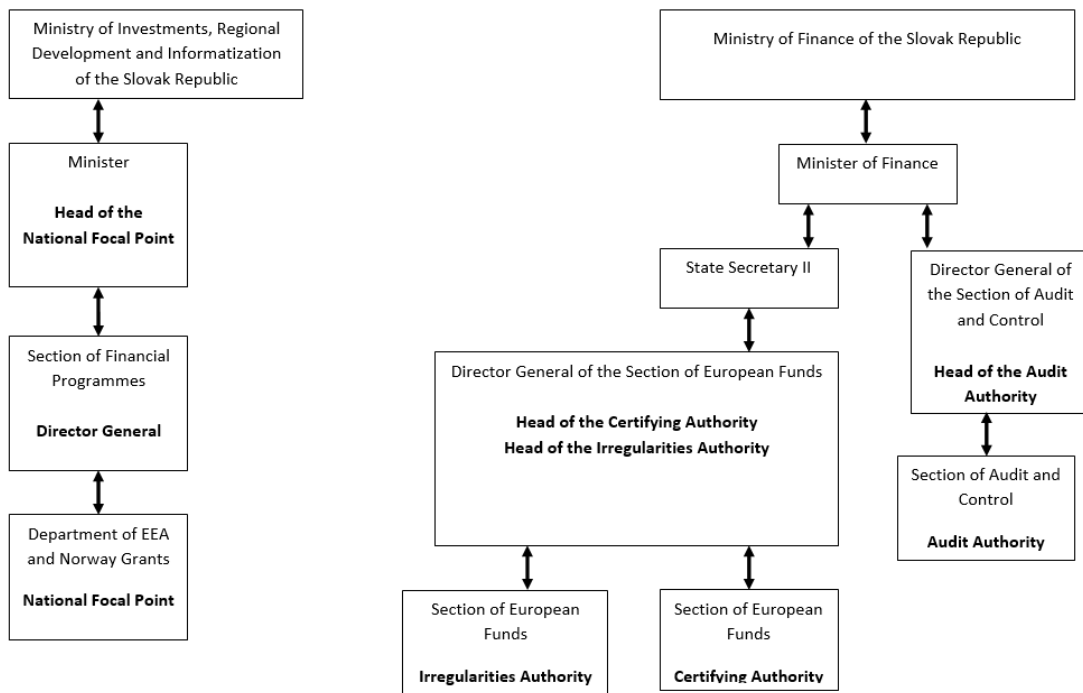 Ministry of Investments, Regional
Development and Informatization
of the Slovak Republic
Minister
Head of the
National Focal Point
Section of Financial
Programmes
Director General
Department of EEA
and Norway Grants
National Focal Point
Ministry of Finance of the Slovak Republic
Minister of Finance
State Secretary II
Director General of the Section of European Funds
Head of the Certifying Authority
Head of the Irregularities Authority
Section of European
Funds
Irregularities Authority
Section of European
Funds
Certifying Authority
Director General of
the Section of Audit
and Control
Head of the Audit
Authority
Section of Audit and
Control
Audit Authority